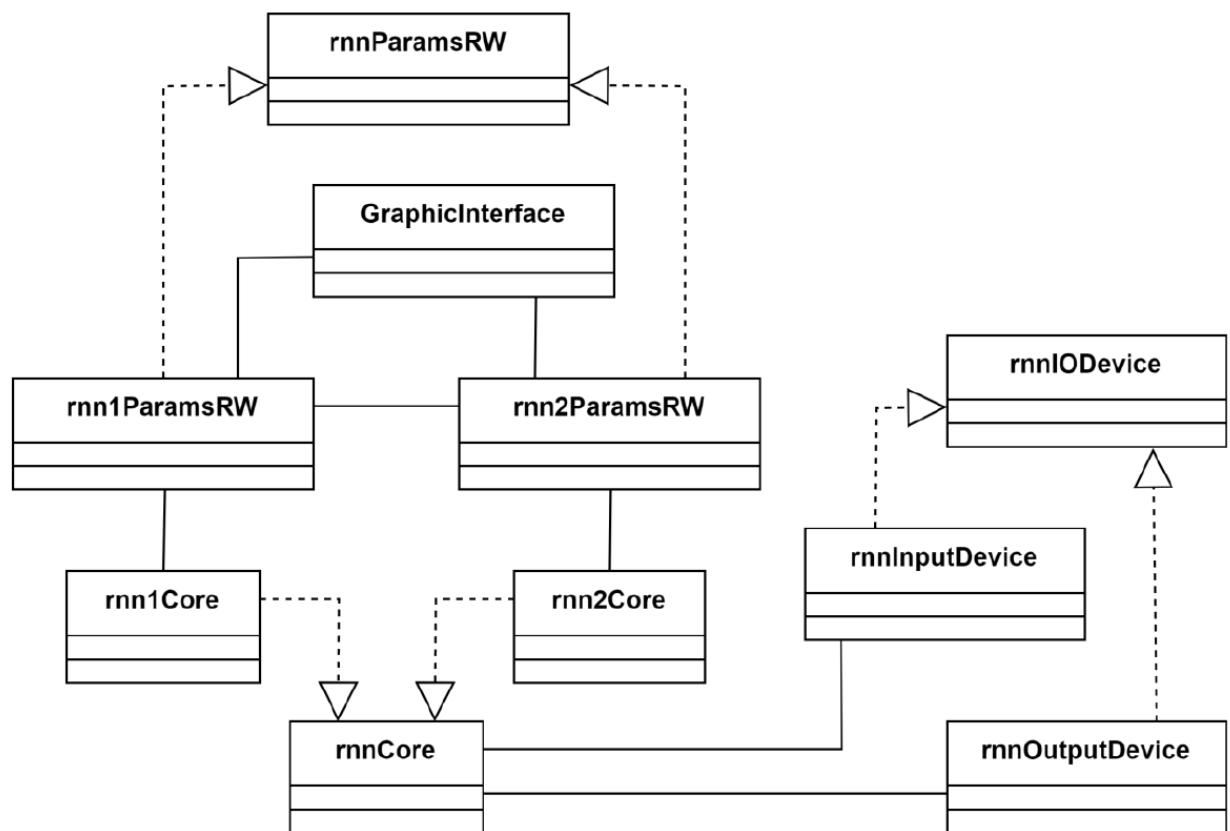 rnnParamsRW
GraphicInterface
rnnIODevice
rnn1ParamsRW
rnn2ParamsRW
rnnInputDevice
rnn1Core
rnn2Core
rnnCore
rnnOutputDevice